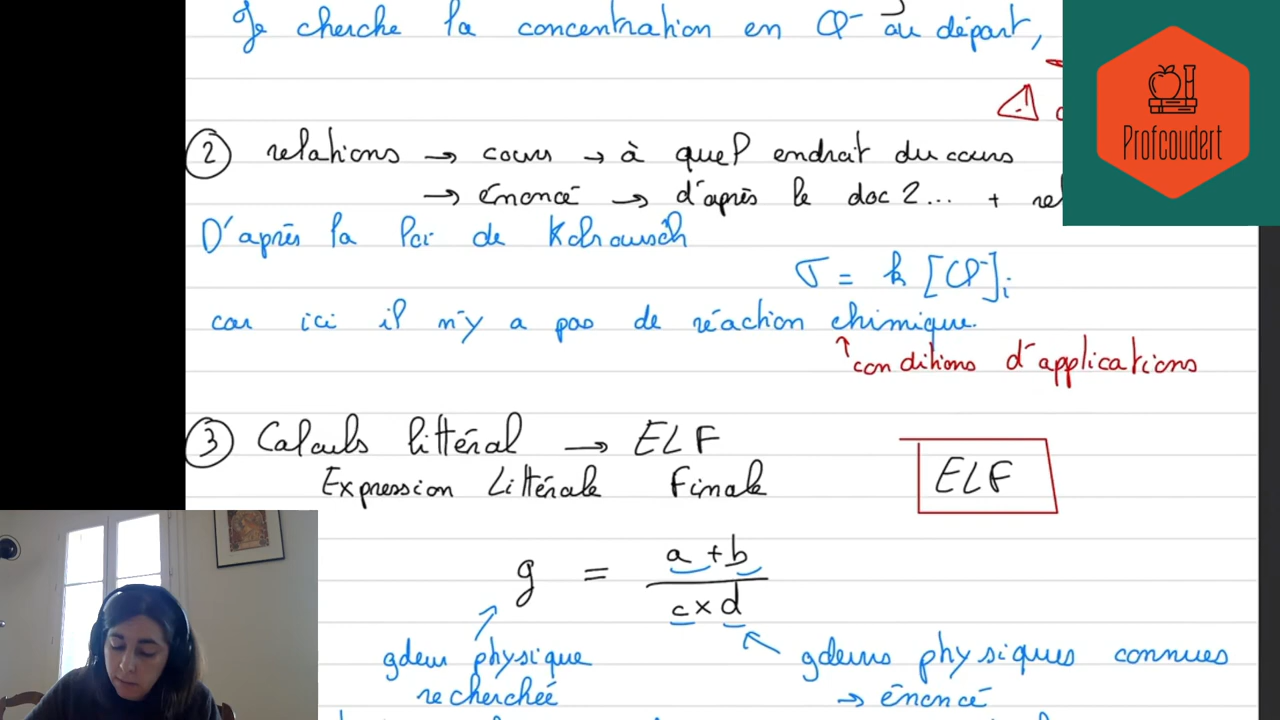 Je cherche la concentration en Cl⁻ au départ,
② relations → cours → à quel endroit du cours
→ énoncé → d'après le doc 2... +
D'après la loi de Kohrausch
σ = k [Cl⁻]i
car ici il n'y a pas de réaction chimique.
↑ conditions d'applications
③ Calculs littéral → ELF
Expression Littérale Finale
ELF
g = a + b / c × d
gdeur physique recherchée
gdeurs physiques connues
→ énoncé
Profcoudert